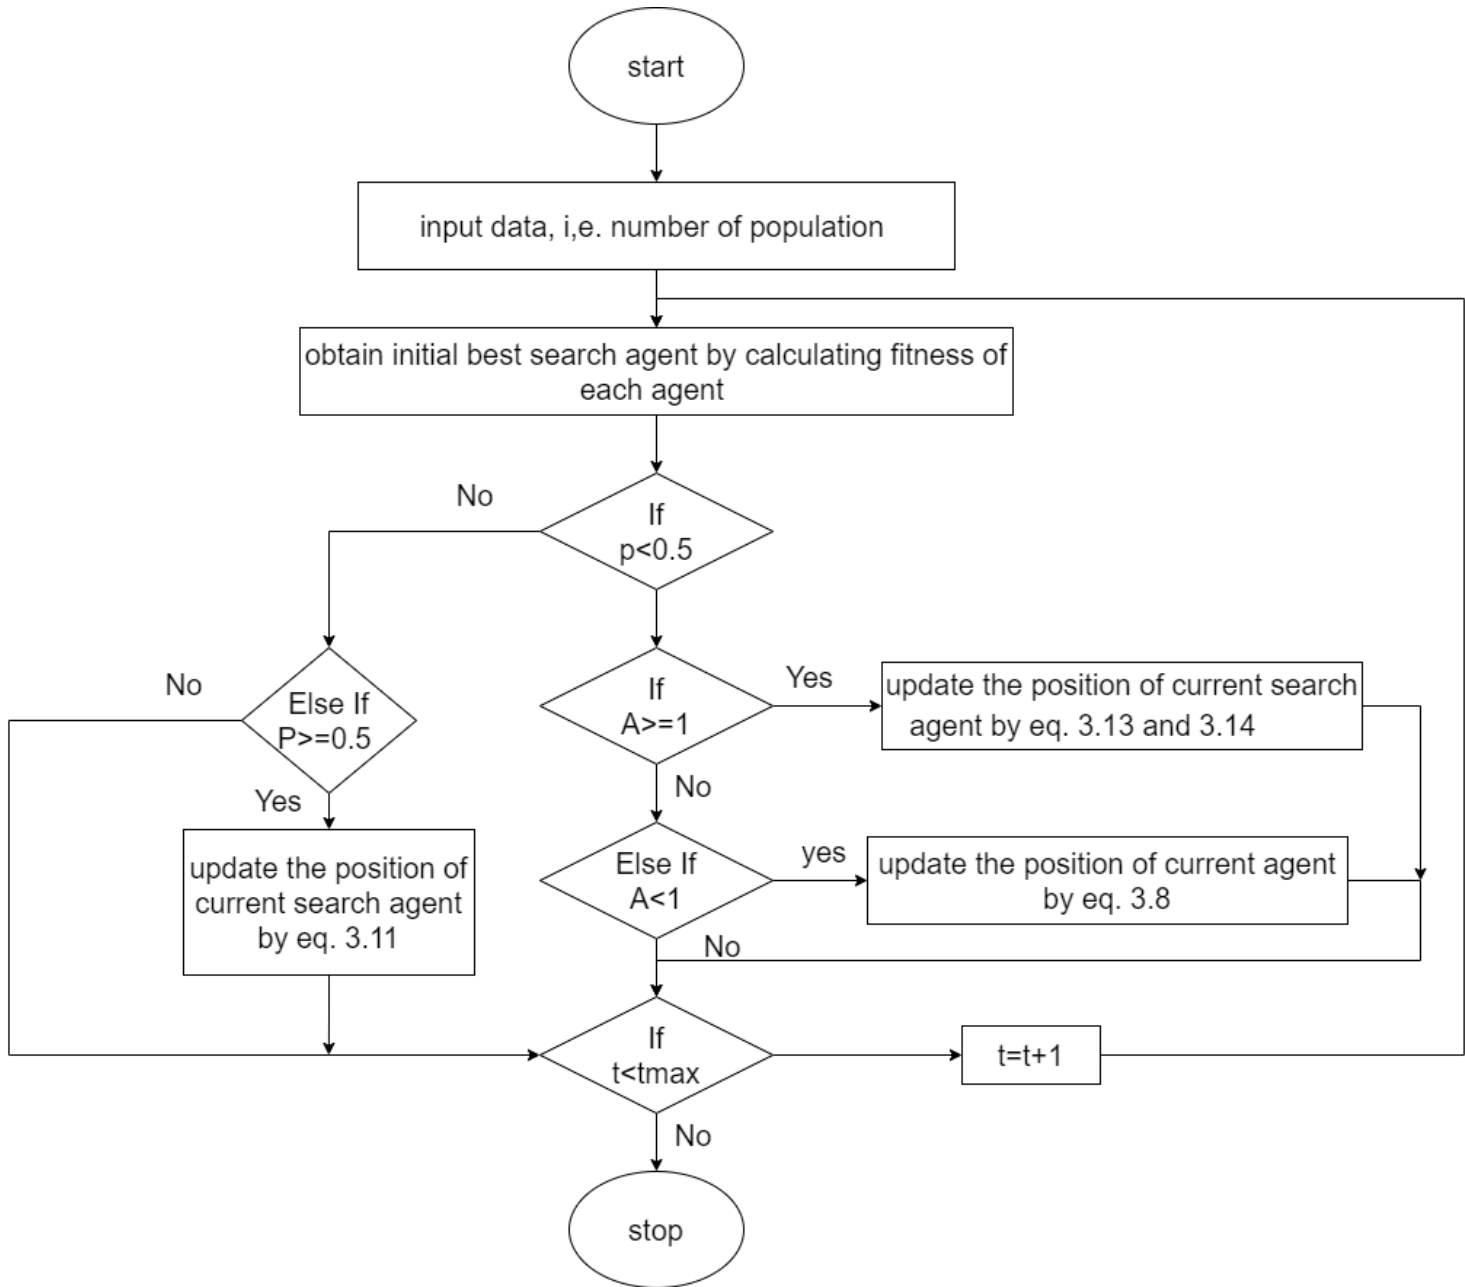 start
input data, i,e. number of population
obtain initial best search agent by calculating fitness of
each agent
No
If
p<0.5
No
Else If
P>=0.5
If
A>=1
Yes
update the position of current search
agent by eq. 3.13 and 3.14
No
Yes
update the position of
current search agent
by eq. 3.11
Else If
A<1
yes
update the position of current agent
by eq. 3.8
No
If
t<tmax
t=t+1
No
stop